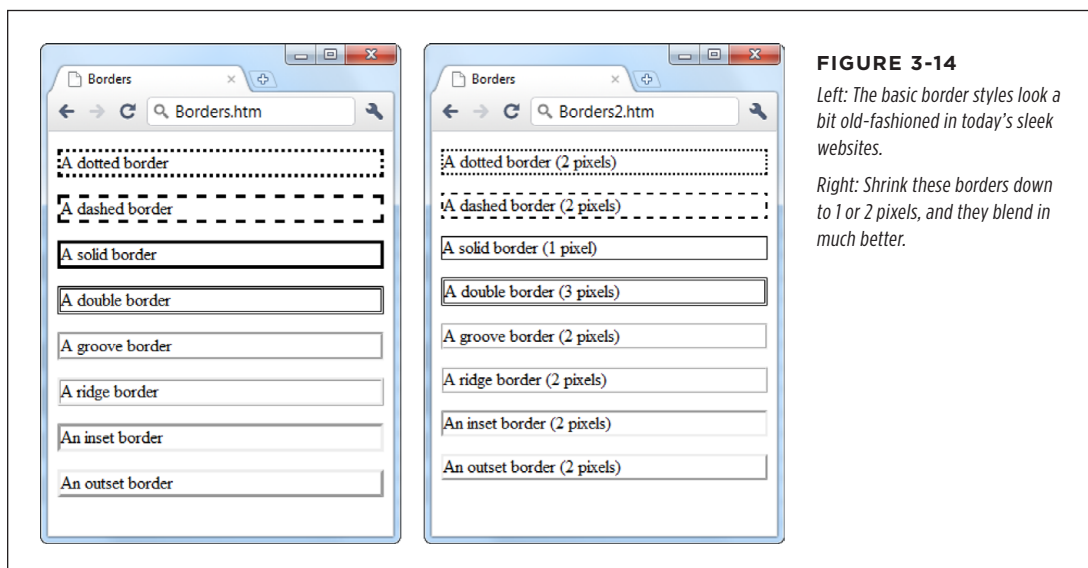 Borders
Borders.htm
A dotted border
A dashed border
A solid border
A double border
A groove border
A ridge border
An inset border
An outset border
Borders
Borders2.htm
A dotted border (2 pixels)
A dashed border (2 pixels)
A solid border (1 pixel)
A double border (3 pixels)
A groove border (2 pixels)
A ridge border (2 pixels)
An inset border (2 pixels)
An outset border (2 pixels)
FIGURE 3-14
Left: The basic border styles look a
bit old-fashioned in today’s sleek
websites.
Right: Shrink these borders down
to 1 or 2 pixels, and they blend in
much better.